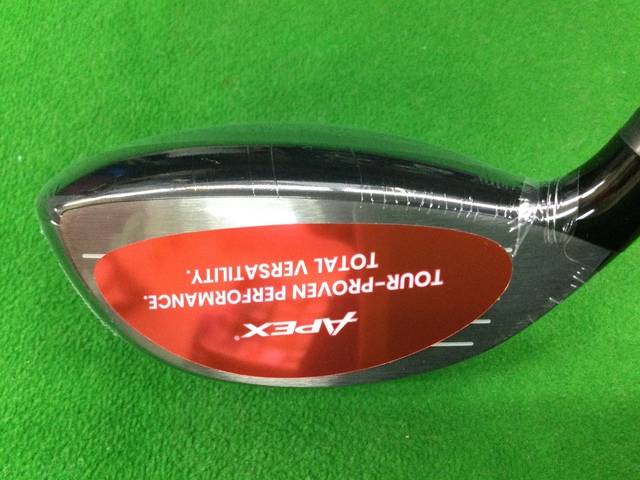 APEX®
TOUR-PROVEN PERFORMANCE.
TOTAL VERSATILITY.